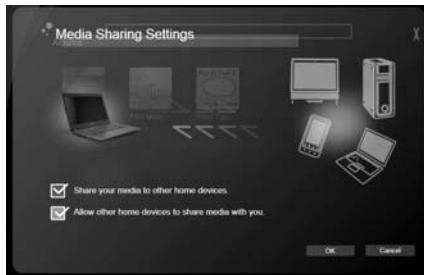 Media Sharing Settings
X
Share your media to other home devices.
Allow other home devices to share media with you.
OK
Cancel